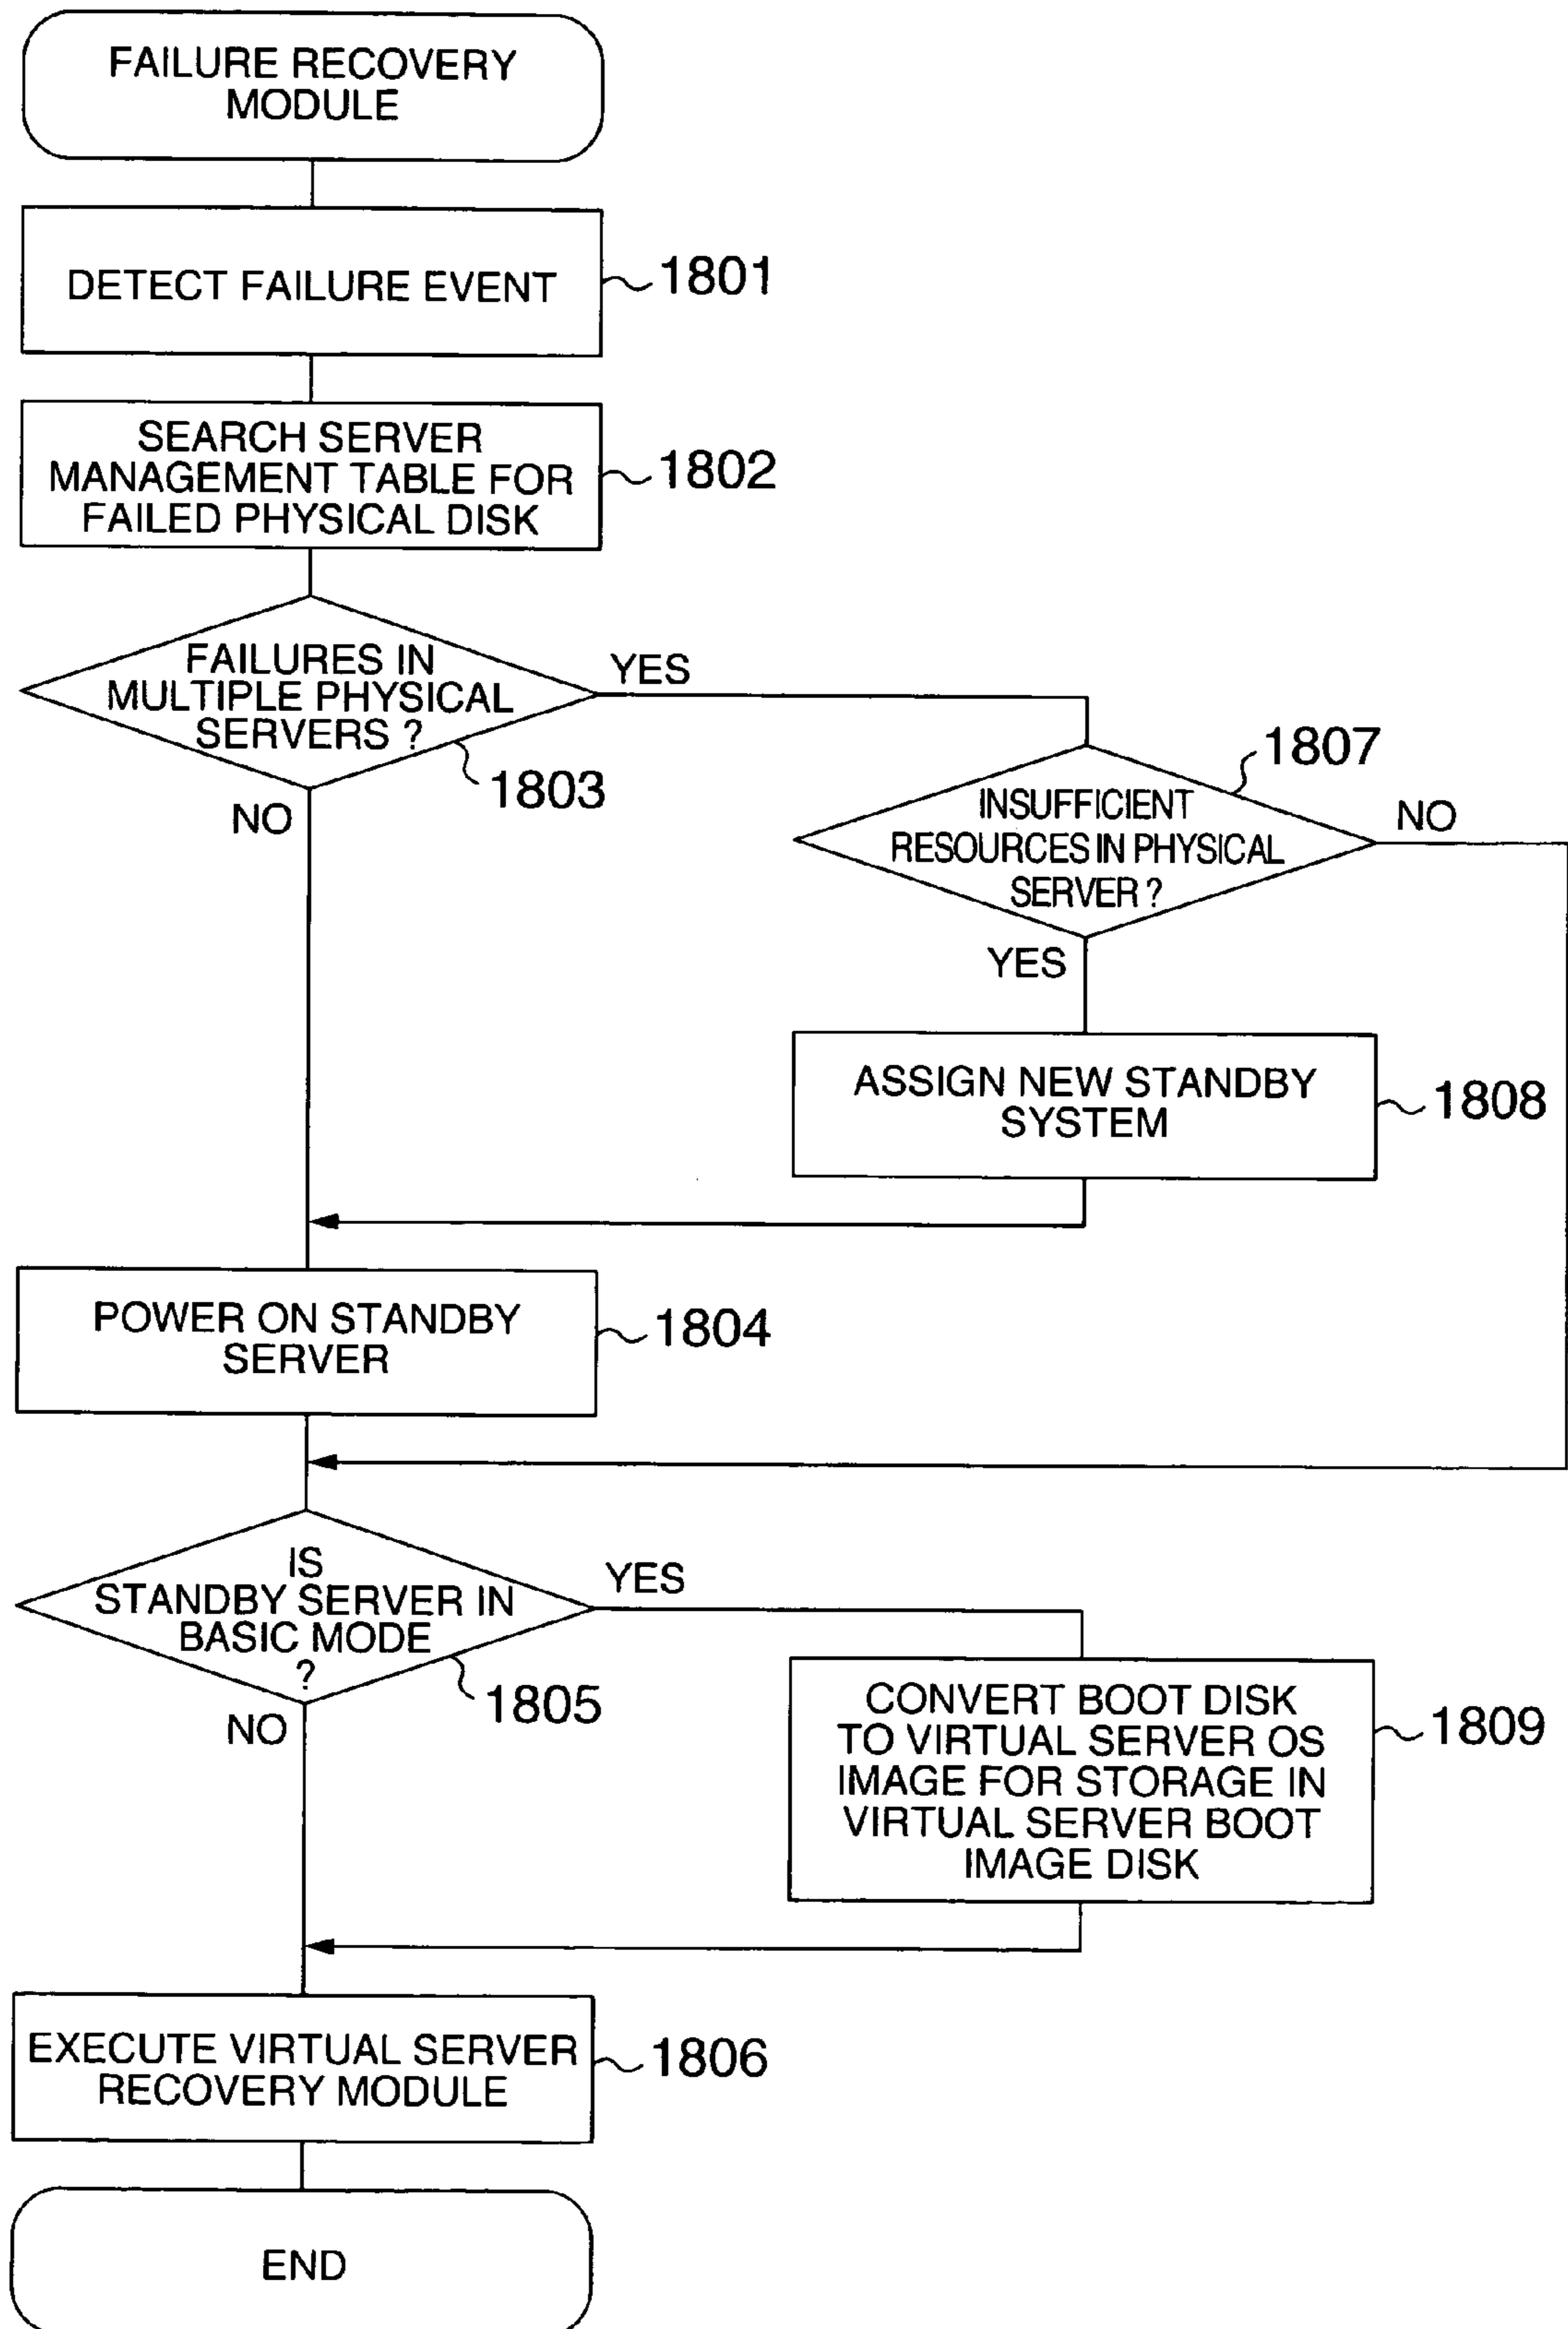 FAILURE RECOVERY
MODULE
DETECT FAILURE EVENT
1801
SEARCH SERVER
MANAGEMENT TABLE FOR
FAILED PHYSICAL DISK
1802
FAILURES IN
MULTIPLE PHYSICAL
SERVERS ?
YES
1803
NO
1807
INSUFFICIENT
RESOURCES IN PHYSICAL
SERVER ?
NO
YES
ASSIGN NEW STANDBY
SYSTEM
1808
POWER ON STANDBY
SERVER
1804
IS
STANDBY SERVER IN
BASIC MODE
?
YES
1805
NO
CONVERT BOOT DISK
TO VIRTUAL SERVER OS
IMAGE FOR STORAGE IN
VIRTUAL SERVER BOOT
IMAGE DISK
1809
EXECUTE VIRTUAL SERVER
RECOVERY MODULE
1806
END